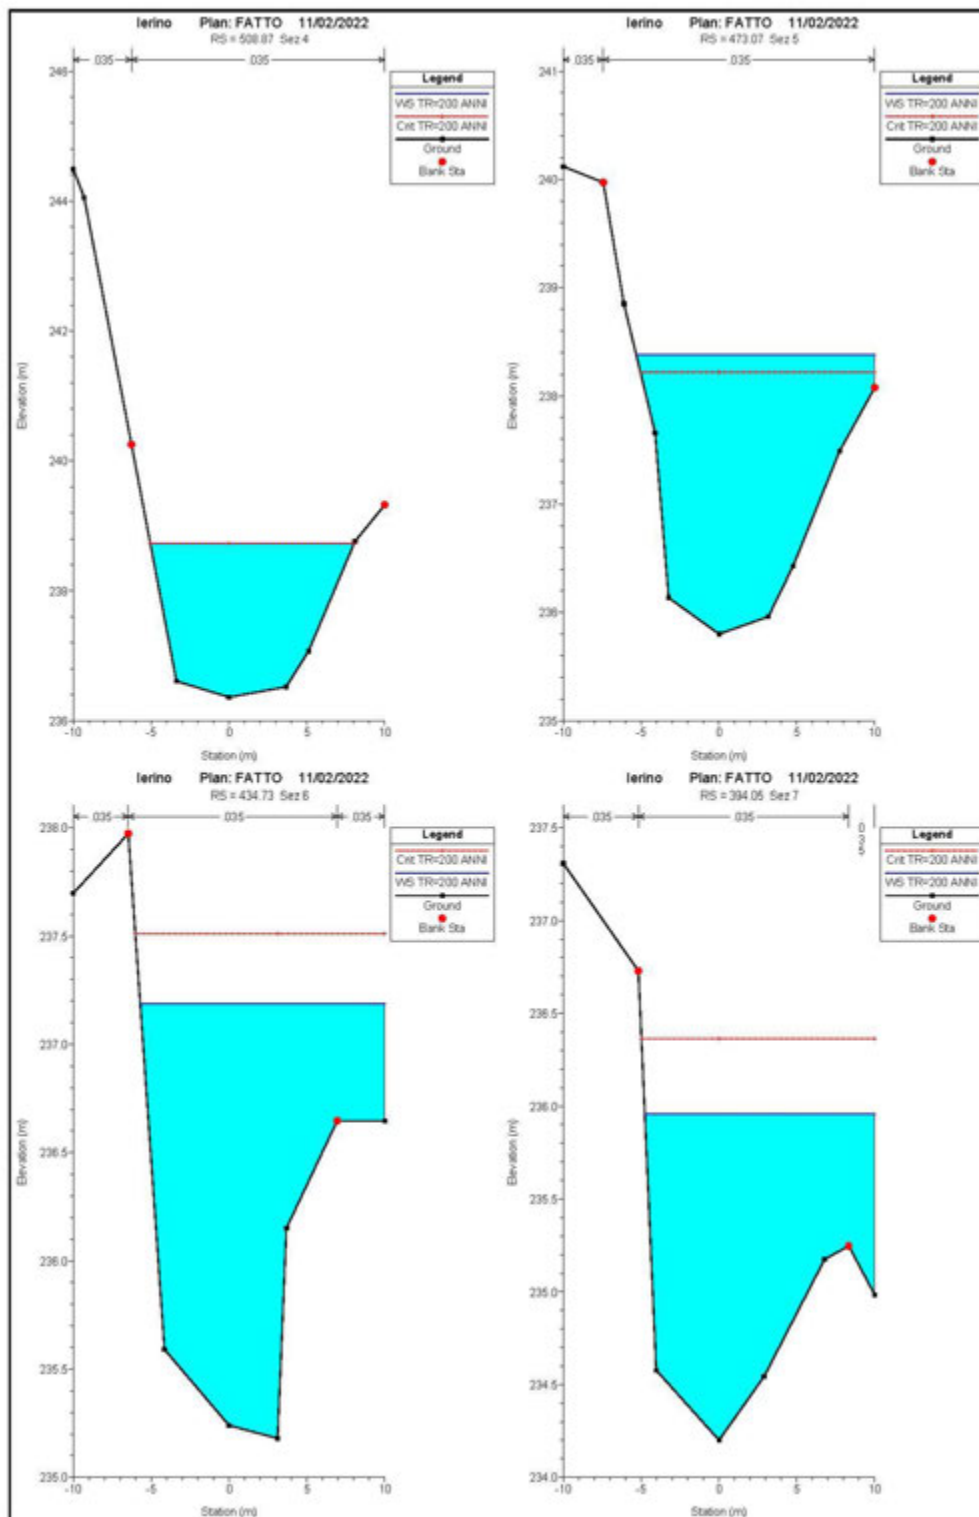 Ierino Plan: FATTO 11/02/2022
RS = 508.87 Sez 4
.035 .035
Legend
WS TR=200 ANNI
Crit TR=200 ANNI
Ground
Bank Sta
Elevation (m)
246
244
242
240
238
236
-10 -5 0 5 10
Station (m)
Ierino Plan: FATTO 11/02/2022
RS = 473.07 Sez 5
.035 .035
Legend
WS TR=200 ANNI
Crit TR=200 ANNI
Ground
Bank Sta
Elevation (m)
241
240
239
238
237
236
235
-10 -5 0 5 10
Station (m)
Ierino Plan: FATTO 11/02/2022
RS = 434.73 Sez 6
.035 .035 .035
Legend
Crit TR=200 ANNI
WS TR=200 ANNI
Ground
Bank Sta
Elevation (m)
238.0
237.5
237.0
236.5
236.0
235.5
235.0
-10 -5 0 5 10
Station (m)
Ierino Plan: FATTO 11/02/2022
RS = 394.05 Sez 7
.035 .035
0
3
5
Legend
Crit TR=200 ANNI
WS TR=200 ANNI
Ground
Bank Sta
Elevation (m)
237.5
237.0
236.5
236.0
235.5
235.0
234.5
234.0
-10 -5 0 5 10
Station (m)